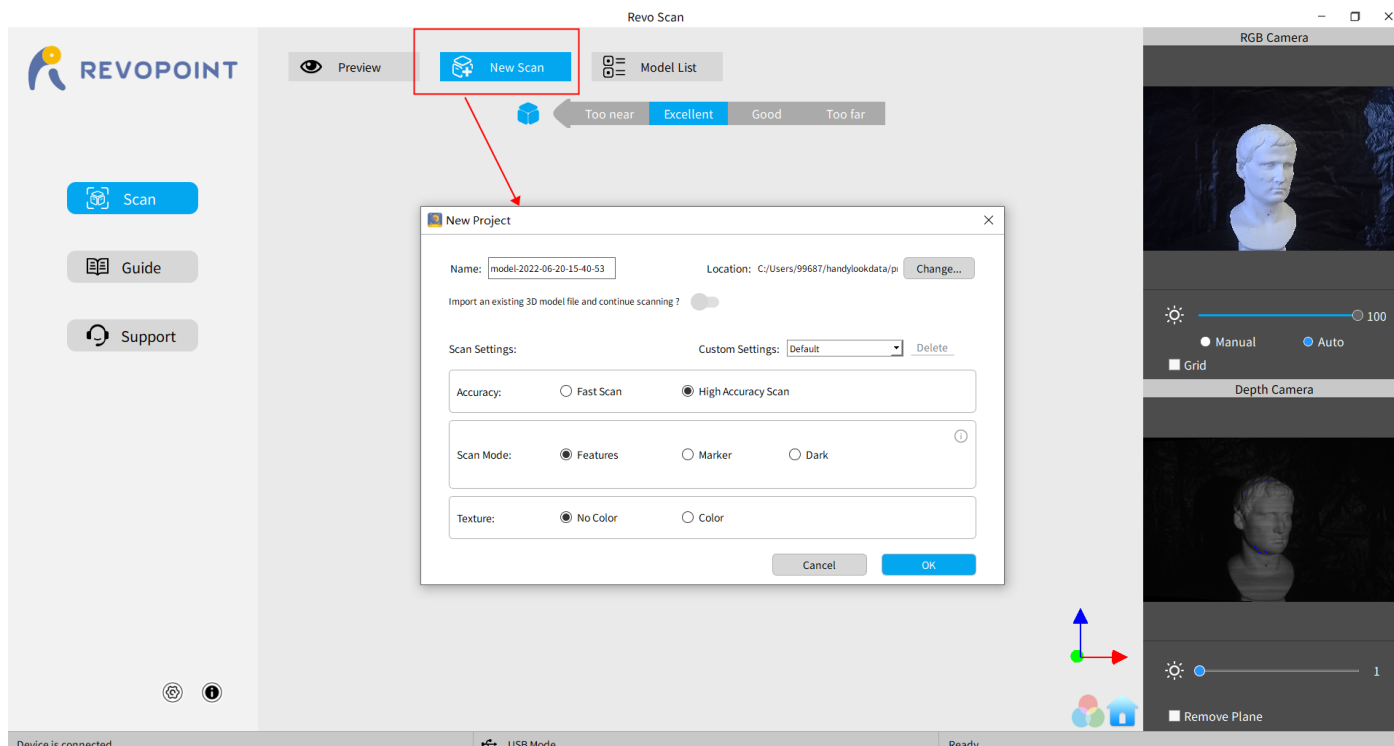 Revo Scan
REVOPOINT
Preview
New Scan
Model List
Too near
Excellent
Good
Too far
Scan
Guide
Support
New Project
Name: model-2022-06-20-15-40-53
Location: C:/Users/99687/handylookdata/p
Change...
Import an existing 3D model file and continue scanning ?
Scan Settings:
Custom Settings: Default
Delete
Accuracy:
Fast Scan
High Accuracy Scan
Scan Mode:
Features
Marker
Dark
Texture:
No Color
Color
Cancel
OK
RGB Camera
100
Manual
Auto
Grid
Depth Camera
1
Remove Plane
Device is connected
USB Mode
Ready